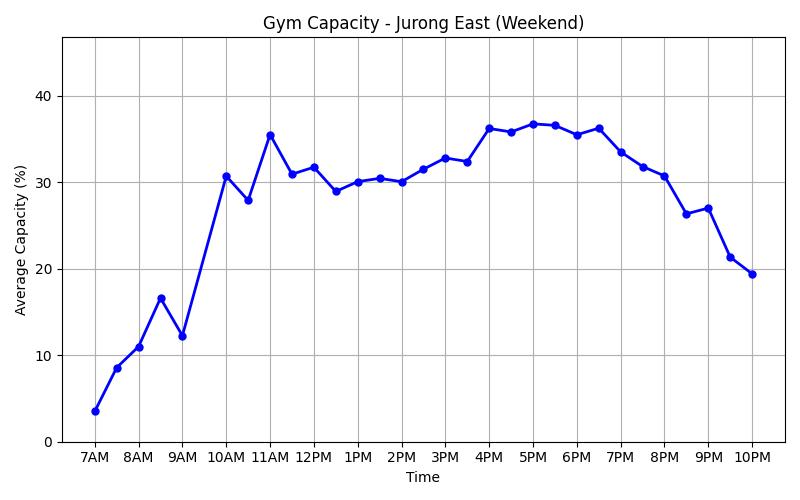 Gym Capacity - Jurong East (Weekend)
Average Capacity (%)
40
30
20
10
0
7AM 8AM 9AM 10AM 11AM 12PM 1PM 2PM 3PM 4PM 5PM 6PM 7PM 8PM 9PM 10PM
Time